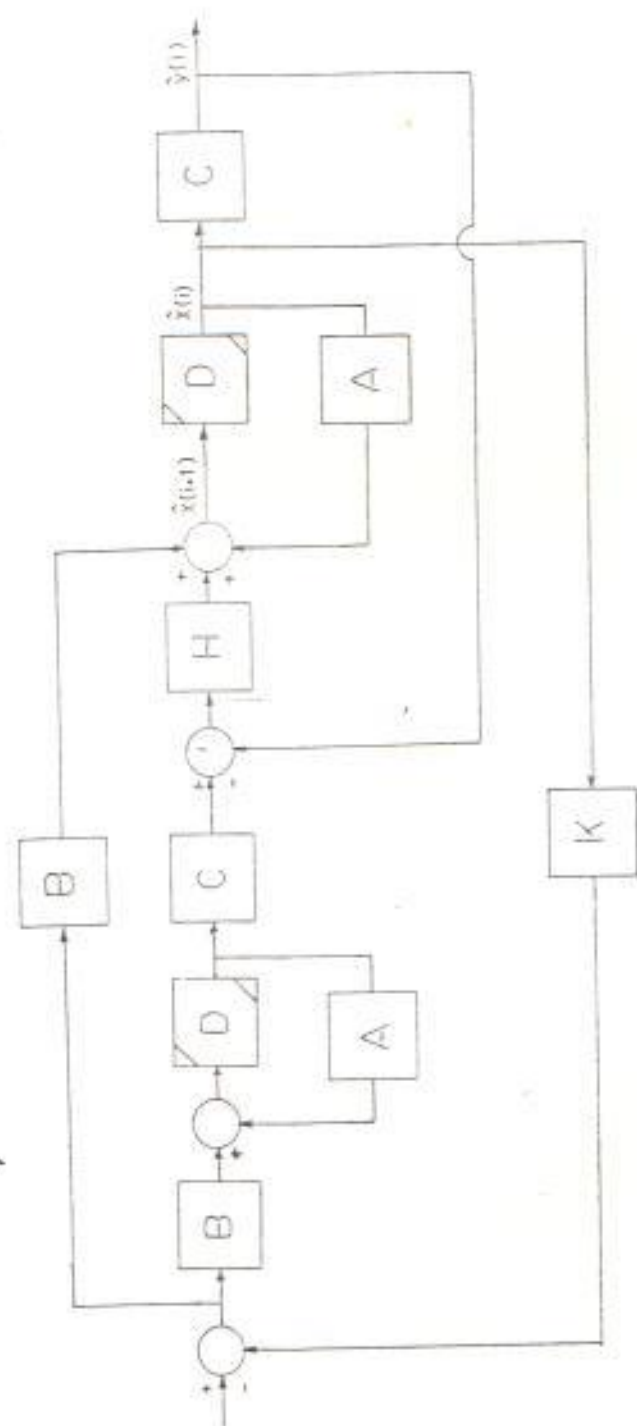 B
B
D
A
C
H
x̂(i+1)
D
x̂(i)
A
C
ŷ(i)
K
+
-
+
+
-
+
+